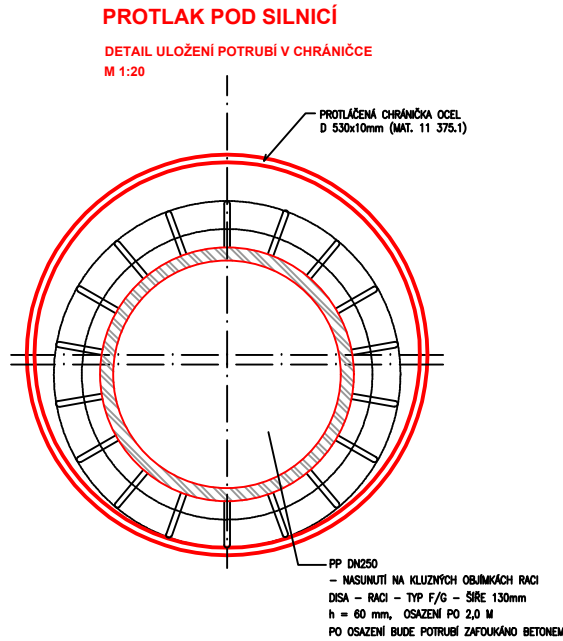 PROTLAK POD SILNICÍ
DETAIL ULOŽENÍ POTRUBÍ V CHRÁNIČCE
M 1:20
PROTLÁČENÁ CHRÁNIČKA OCEL
D 530x10mm (MAT. 11 375.1)
PP DN250
- NASUNUTÍ NA KLUZNÝCH OBJÍMKÁCH RACI
DISA - RACI - TYP F/G - ŠÍŘE 130mm
h = 60 mm, OSAZENÍ PO 2,0 M
PO OSAZENÍ BUDE POTRUBÍ ZAFOUKÁNO BETONEM